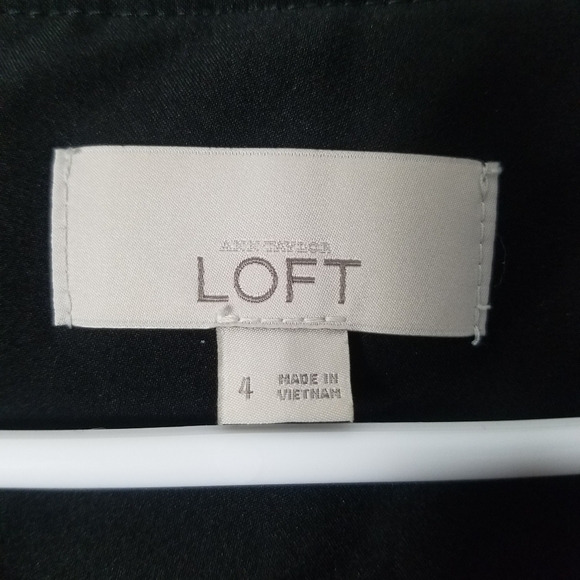 ANN TAYLOR
LOFT
4
MADE IN
VIETNAM